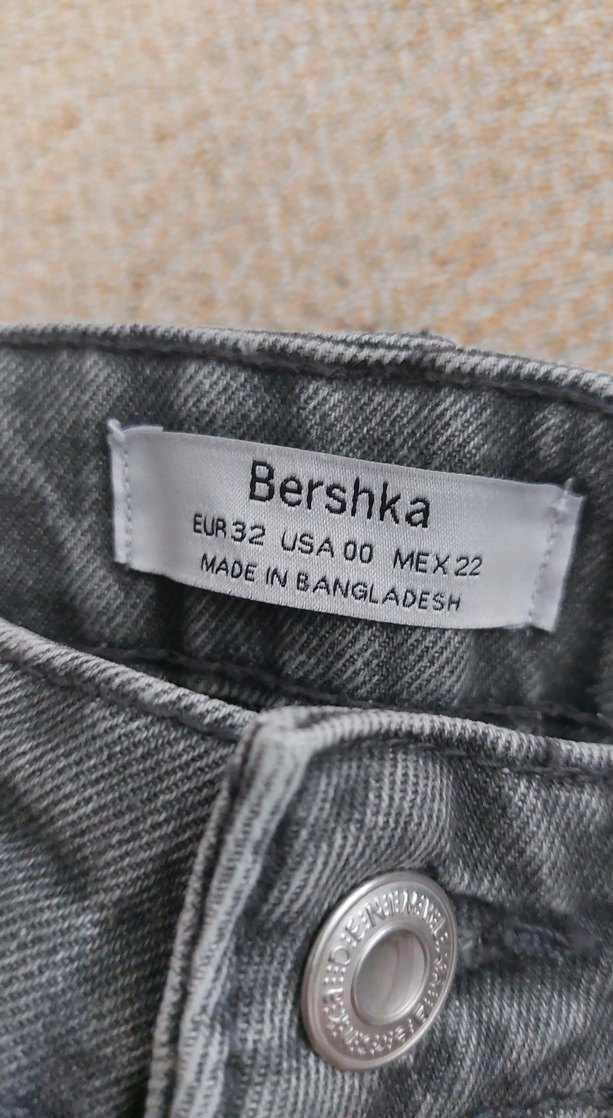 Bershka
EUR 32 USA 00 MEX 22
MADE IN BANGLADESH